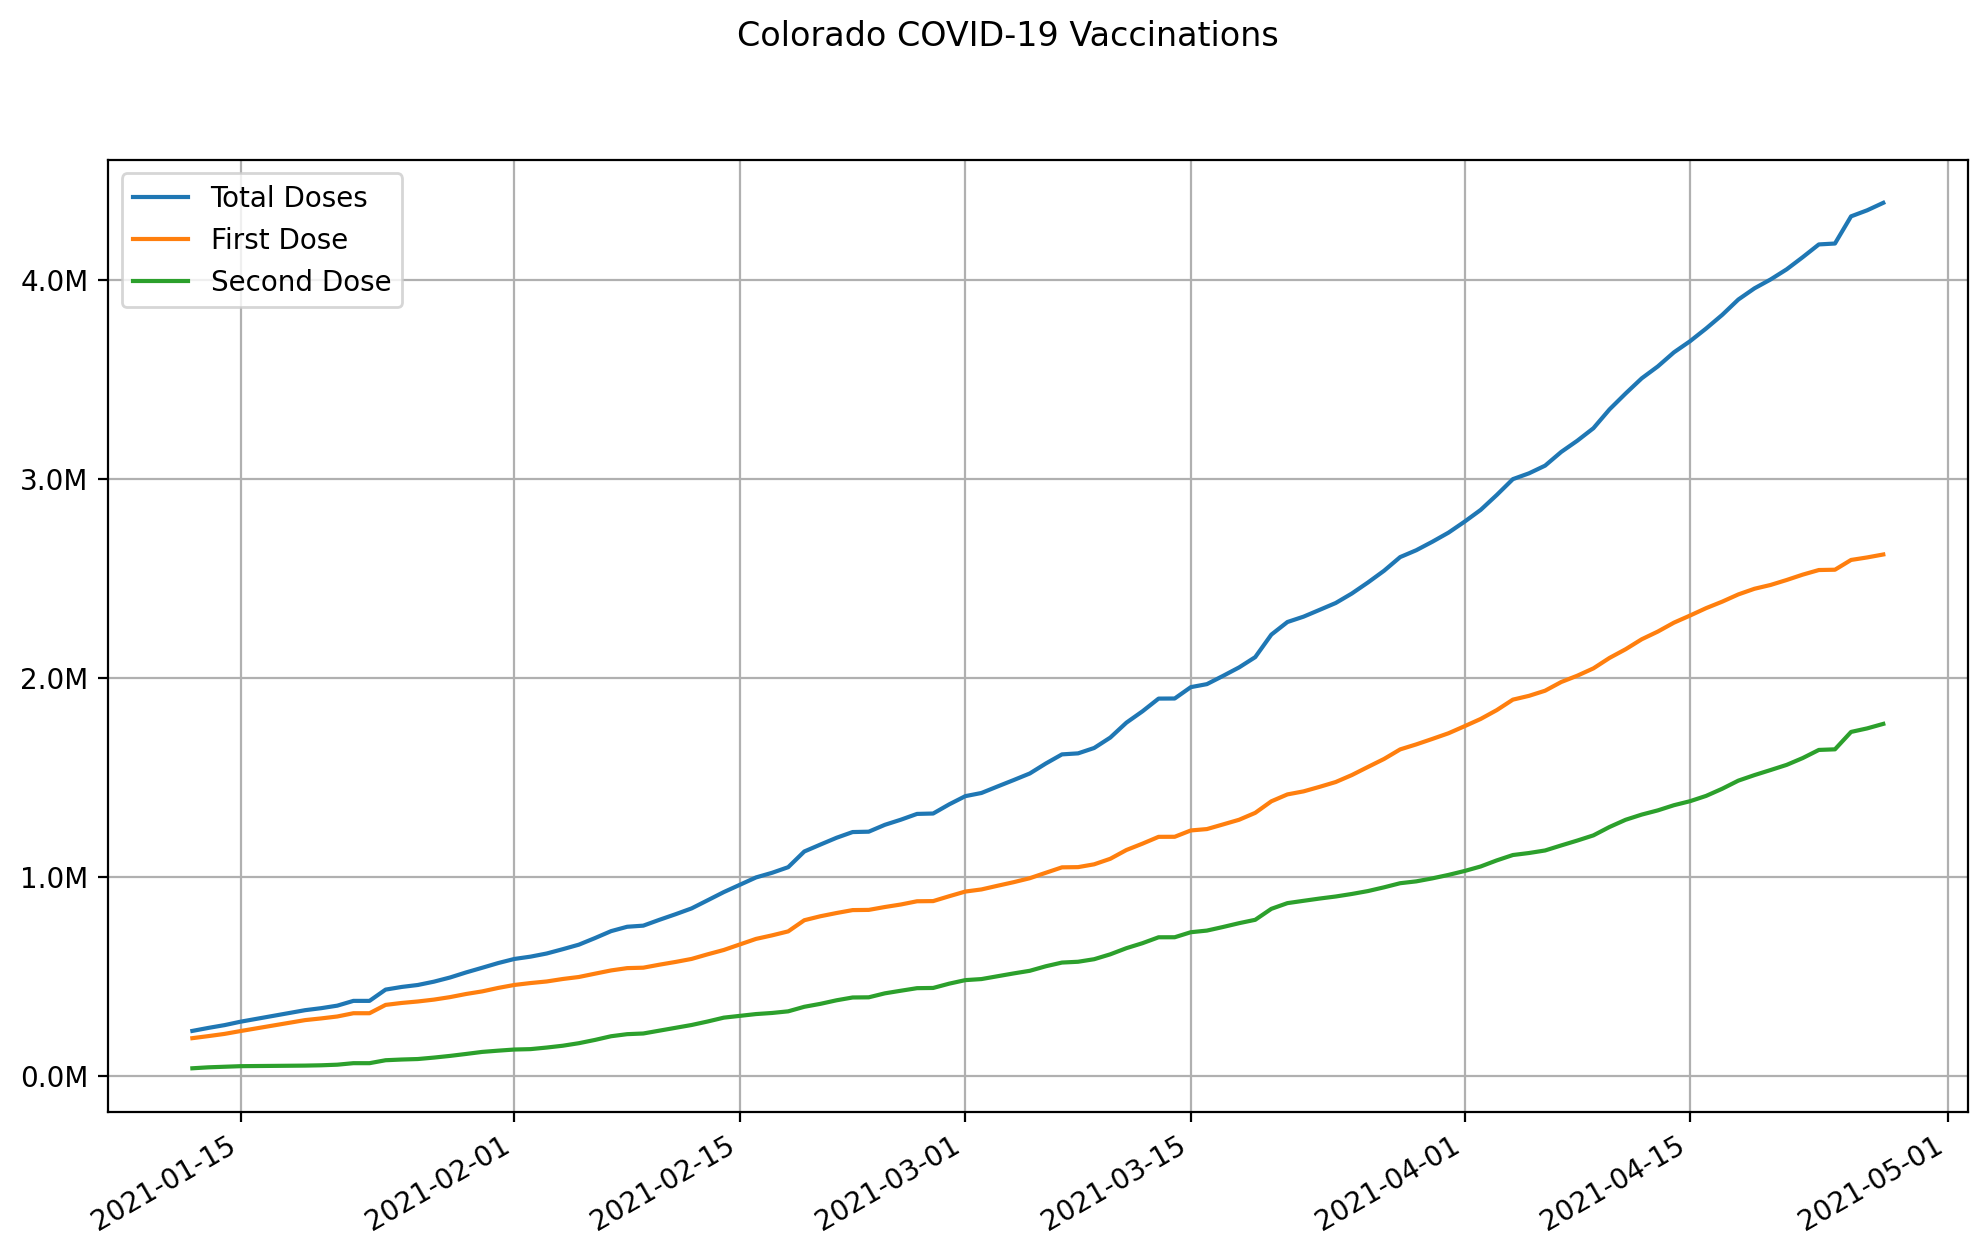 Colorado COVID-19 Vaccinations
Total Doses
First Dose
Second Dose
4.0M
3.0M
2.0M
1.0M
0.0M
2021-01-15
2021-02-01
2021-02-15
2021-03-01
2021-03-15
2021-04-01
2021-04-15
2021-05-01